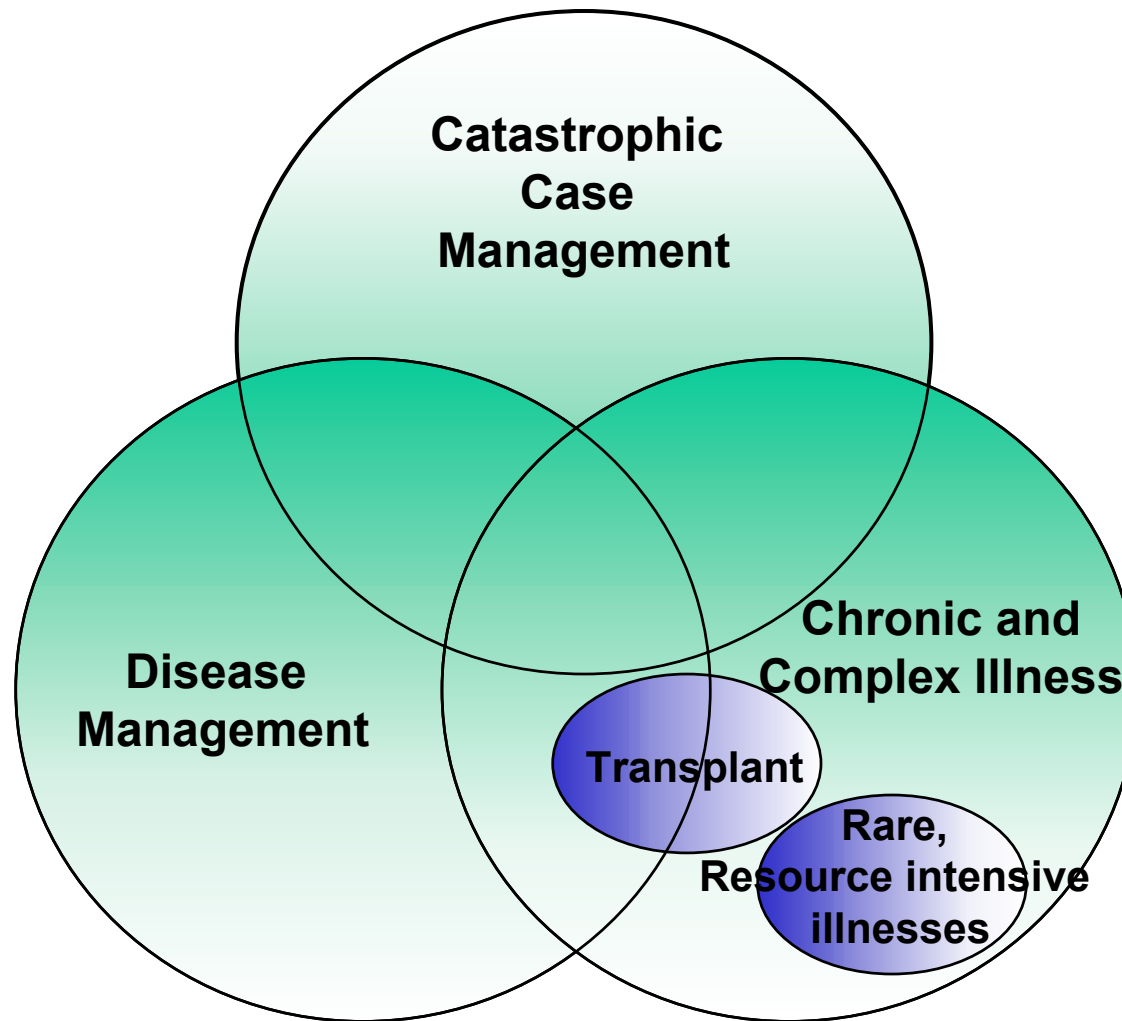 Catastrophic
Case
Management
Chronic and
Complex Illness
Disease
Management
Transplant
Rare,
Resource intensive
illnesses